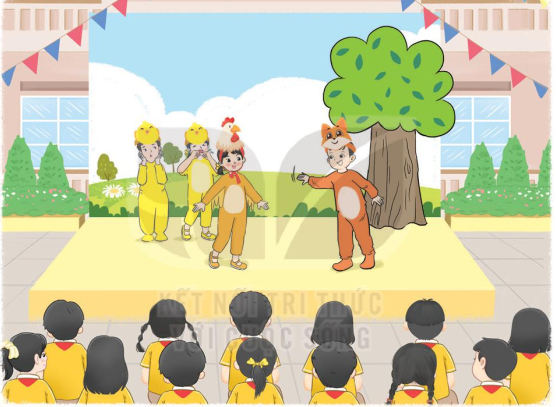 KẾT NỐI TRI THỨC
VỚI CUỘC SỐNG